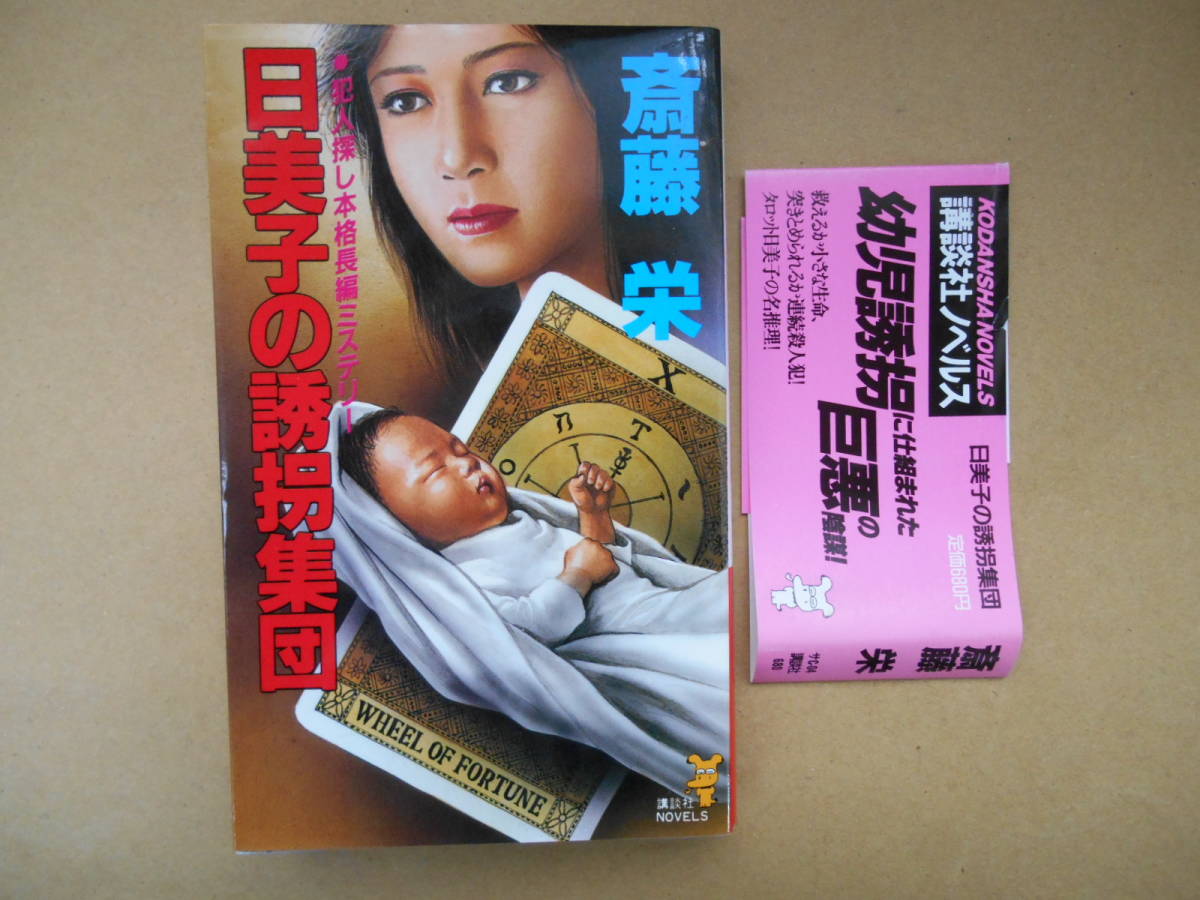 斎藤 栄
●犯人探し本格長編ミステリー
日美子の誘拐集団
X
WHEEL OF FORTUNE
講談社
NOVELS
KODANSHA NOVELS
講談社ノベルス
幼児誘拐に仕組まれた
巨悪の陰謀!
救えるか小さな生命、
突きとめられるか連続殺人犯!
タロット日美子の名推理!
日美子の誘拐集団
定価680円
斎藤 栄
サC-04
講談社
680